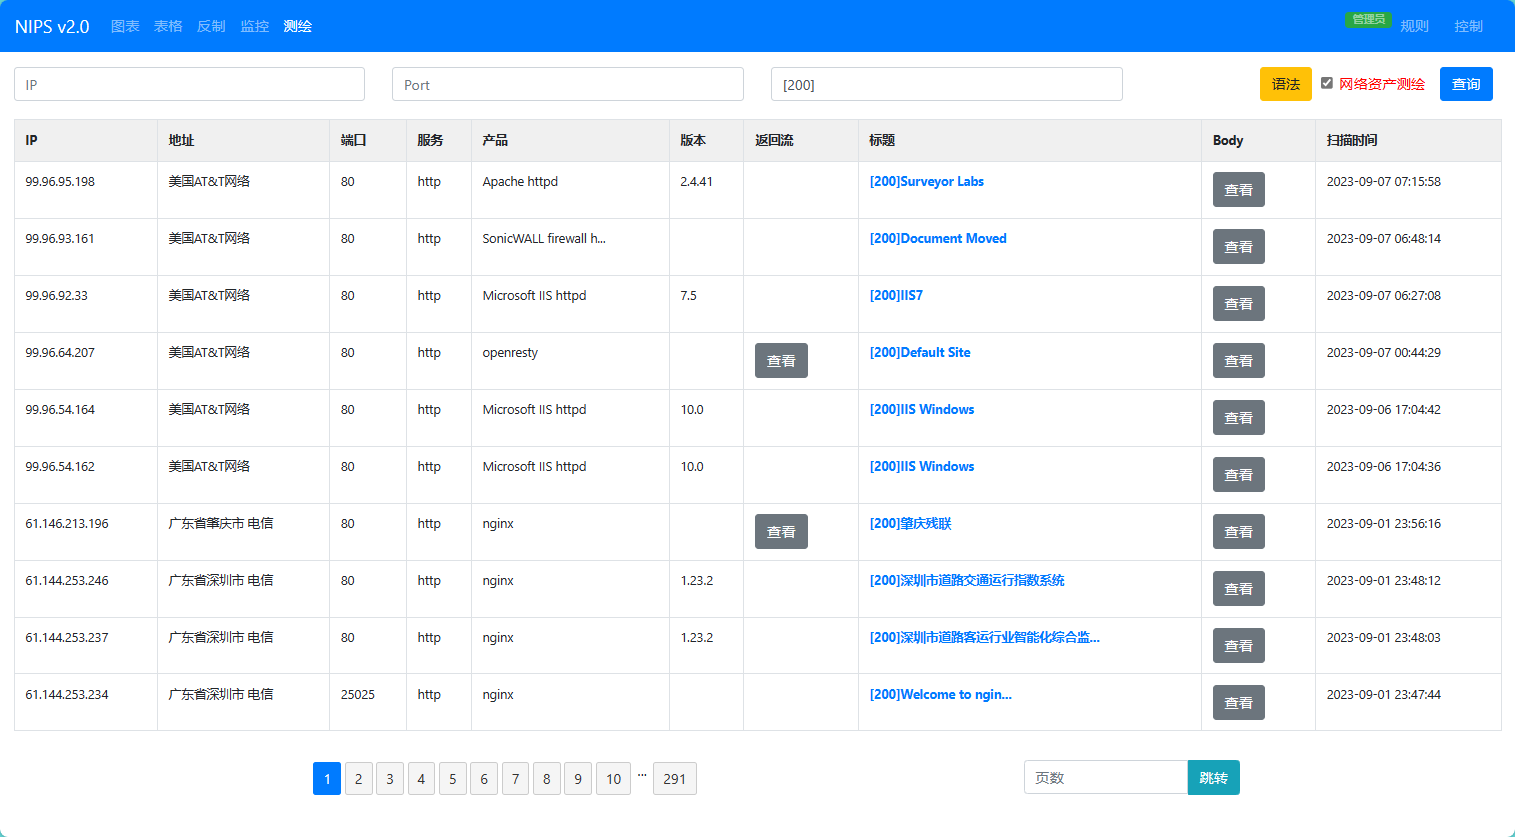 NIPS v2.0 图表 表格 反制 监控 测绘 管理员 规则 控制
IP Port [200] 语法 网络资产测绘 查询
IP 地址 端口 服务 产品 版本 返回流 标题 Body 扫描时间
99.96.95.198 美国AT&T网络 80 http Apache httpd 2.4.41 [200]Surveyor Labs 查看 2023-09-07 07:15:58
99.96.93.161 美国AT&T网络 80 http SonicWALL firewall h... [200]Document Moved 查看 2023-09-07 06:48:14
99.96.92.33 美国AT&T网络 80 http Microsoft IIS httpd 7.5 [200]IIS7 查看 2023-09-07 06:27:08
99.96.64.207 美国AT&T网络 80 http openresty 查看 [200]Default Site 查看 2023-09-07 00:44:29
99.96.54.164 美国AT&T网络 80 http Microsoft IIS httpd 10.0 [200]IIS Windows 查看 2023-09-06 17:04:42
99.96.54.162 美国AT&T网络 80 http Microsoft IIS httpd 10.0 [200]IIS Windows 查看 2023-09-06 17:04:36
61.146.213.196 广东省肇庆市 电信 80 http nginx 查看 [200]肇庆残联 查看 2023-09-01 23:56:16
61.144.253.246 广东省深圳市 电信 80 http nginx 1.23.2 [200]深圳市道路交通运行指数系统 查看 2023-09-01 23:48:12
61.144.253.237 广东省深圳市 电信 80 http nginx 1.23.2 [200]深圳市道路客运行业智能化综合监... 查看 2023-09-01 23:48:03
61.144.253.234 广东省深圳市 电信 25025 http nginx [200]Welcome to ngin... 查看 2023-09-01 23:47:44
1 2 3 4 5 6 7 8 9 10 ... 291 页数 跳转